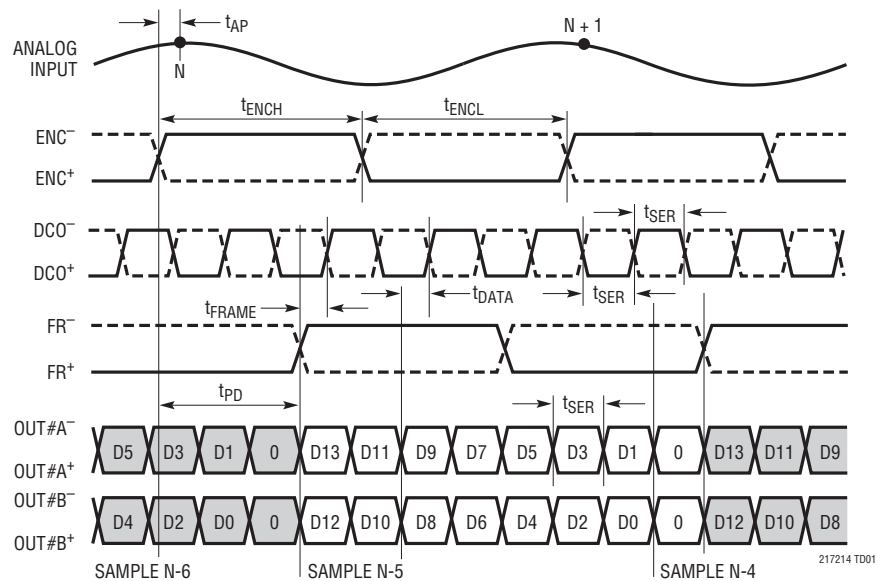 tAP
N + 1
ANALOG
INPUT
N
tENCH
tENCL
ENC–
ENC+
tSER
DCO–
DCO+
tFRAME
tDATA
tSER
FR–
FR+
tPD
tSER
OUT#A–
D5 D3 D1 0 D13 D11 D9 D7 D5 D3 D1 0 D13 D11 D9
OUT#A+
OUT#B–
D4 D2 D0 0 D12 D10 D8 D6 D4 D2 D0 0 D12 D10 D8
OUT#B+
217214 TD01
SAMPLE N-6 SAMPLE N-5 SAMPLE N-4